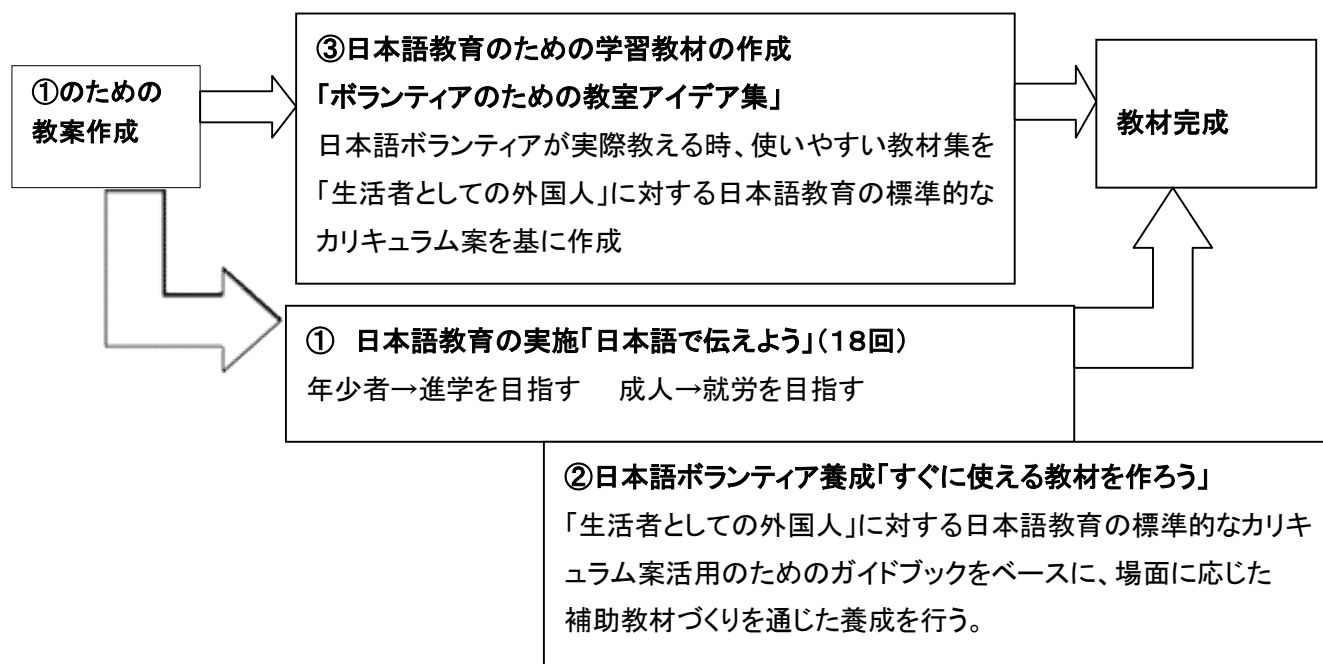 ①のための
教案作成
③日本語教育のための学習教材の作成
「ボランティアのための教室アイデア集」
日本語ボランティアが実際教える時、使いやすい教材集を
「生活者としての外国人」に対する日本語教育の標準的な
カリキュラム案を基に作成
教材完成
①　日本語教育の実施「日本語で伝えよう」(18回)
年少者→進学を目指す　成人→就労を目指す
②日本語ボランティア養成「すぐに使える教材を作ろう」
「生活者としての外国人」に対する日本語教育の標準的なカリキ
ュラム案活用のためのガイドブックをベースに、場面に応じた
補助教材づくりを通じた養成を行う。